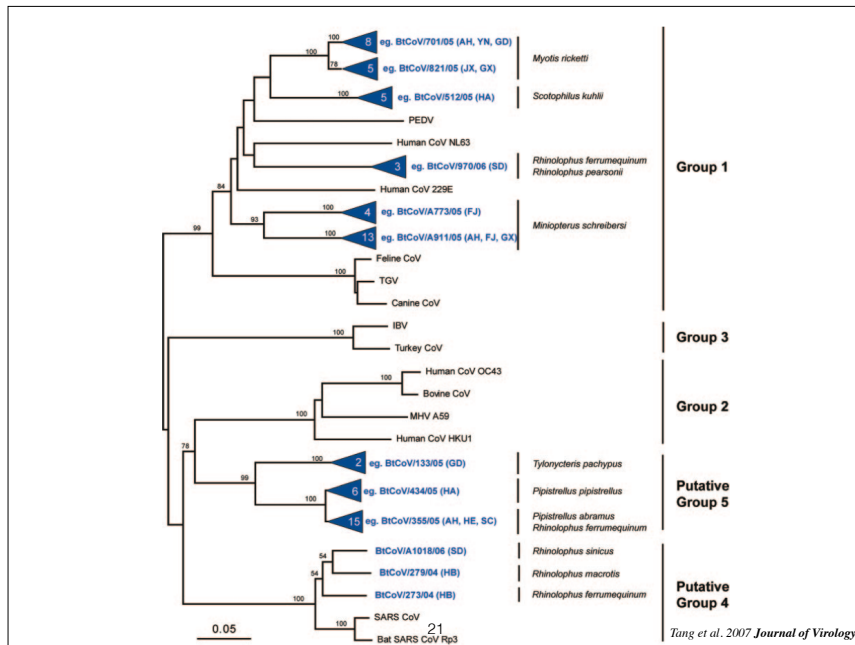 100
8
eg. BtCoV/701/05 (AH, YN, GD)
78
5
eg. BtCoV/821/05 (JX, GX)
Myotis ricketti
100
5
eg. BtCoV/512/05 (HA)
Scotophilus kuhlii
PEDV
Human CoV NL63
100
3
eg. BtCoV/970/06 (SD)
Rhinolophus ferrumequinum
Rhinolophus pearsonii
Group 1
84
Human CoV 229E
100
4
eg. BtCoV/A773/05 (FJ)
93
Miniopterus schreibersi
100
13
eg. BtCoV/A911/05 (AH, FJ, GX)
99
Feline CoV
100
TGV
Canine CoV
IBV
100
Turkey CoV
Group 3
Human CoV OC43
100
Bovine CoV
100
MHV A59
Human CoV HKU1
Group 2
78
100
2
eg. BtCoV/133/05 (GD)
Tylonycteris pachypus
99
6
eg. BtCoV/434/05 (HA)
Pipistrellus pipistrellus
100
15
eg. BtCoV/355/05 (AH, HE, SC)
Pipistrellus abramus
Rhinolophus ferrumequinum
Putative
Group 5
54
BtCoV/A1018/06 (SD)
Rhinolophus sinicus
54
BtCoV/279/04 (HB)
Rhinolophus macrotis
BtCoV/273/04 (HB)
Rhinolophus ferrumequinum
100
SARS CoV
100
Bat SARS CoV Rp3
Putative
Group 4
0.05
21
Tang et al. 2007 Journal of Virology